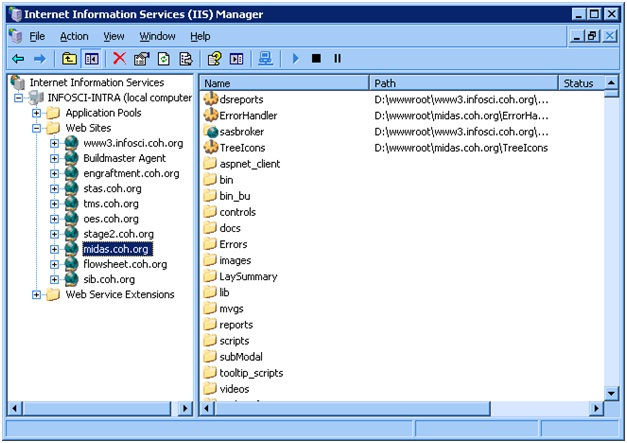 Internet Information Services (IIS) Manager
File Action View Window Help
Internet Information Services
INFOSCI-INTRA (local computer
Application Pools
Web Sites
www3.infosci.coh.org
Buildmaster Agent
engraftment.coh.org
stas.coh.org
tms.coh.org
oes.coh.org
stage2.coh.org
midas.coh.org
flowsheet.coh.org
sib.coh.org
Web Service Extensions
Name Path Status
dsreports D:\wwwroot\www3.infosci.coh.org\...
ErrorHandler D:\wwwroot\midas.coh.org\ErrorHa...
sasbroker D:\wwwroot\www3.infosci.coh.org\...
TreeIcons D:\wwwroot\midas.coh.org\TreeIcons
aspnet_client
bin
bin_bu
controls
docs
Errors
images
LaySummary
lib
mvgs
reports
scripts
subModal
tooltip_scripts
videos